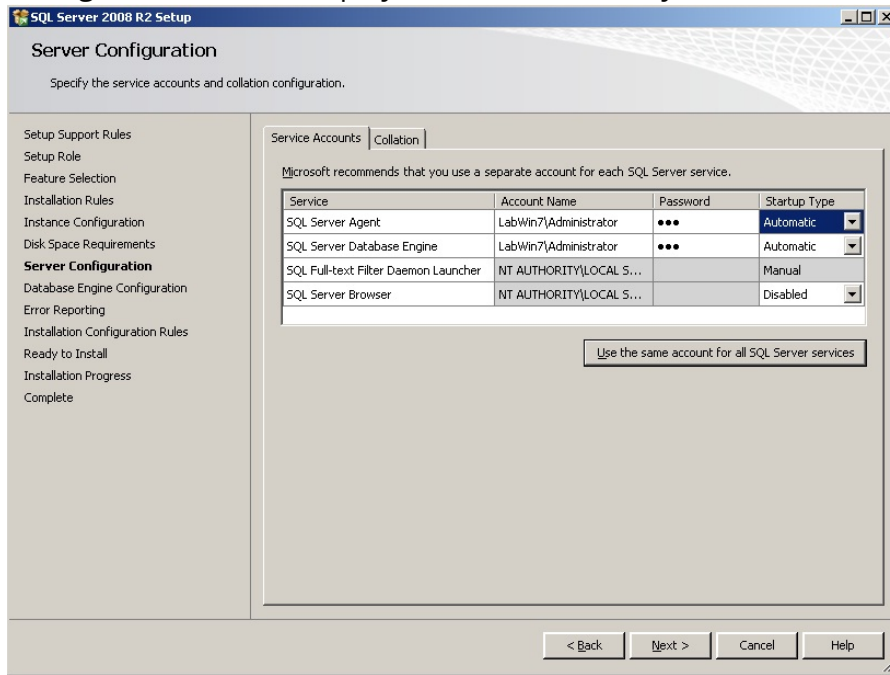 SQL Server 2008 R2 Setup
Server Configuration
Specify the service accounts and collation configuration.
Setup Support Rules
Setup Role
Feature Selection
Installation Rules
Instance Configuration
Disk Space Requirements
Server Configuration
Database Engine Configuration
Error Reporting
Installation Configuration Rules
Ready to Install
Installation Progress
Complete
Service Accounts Collation
Microsoft recommends that you use a separate account for each SQL Server service.
Service Account Name Password Startup Type
SQL Server Agent LabWin7\Administrator ●●● Automatic
SQL Server Database Engine LabWin7\Administrator ●●● Automatic
SQL Full-text Filter Daemon Launcher NT AUTHORITY\LOCAL S... Manual
SQL Server Browser NT AUTHORITY\LOCAL S... Disabled
Use the same account for all SQL Server services
< Back Next > Cancel Help